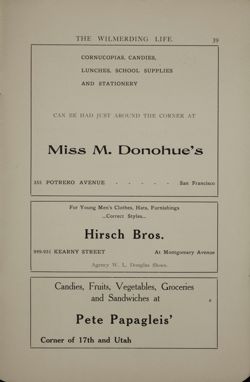 THE WILMERDING LIFE 39
CORNUCOPIAS, CANDIES,
LUNCHES, SCHOOL SUPPLIES
AND STATIONERY
CAN BE HAD JUST AROUND THE CORNER AT
Miss M. Donohue's
355 POTRERO AVENUE - - - - - San Francisco
For Young Men's Clothes, Hats, Furnishings
...Correct Styles...
Hirsch Bros.
KEARNY STREET At Montgomery Avenue
Agency W. L. Douglas Shoes
Candies, Fruits, Vegetables, Groceries
and Sandwiches at
Pete Papagleis'
Corner of 17th and Utah